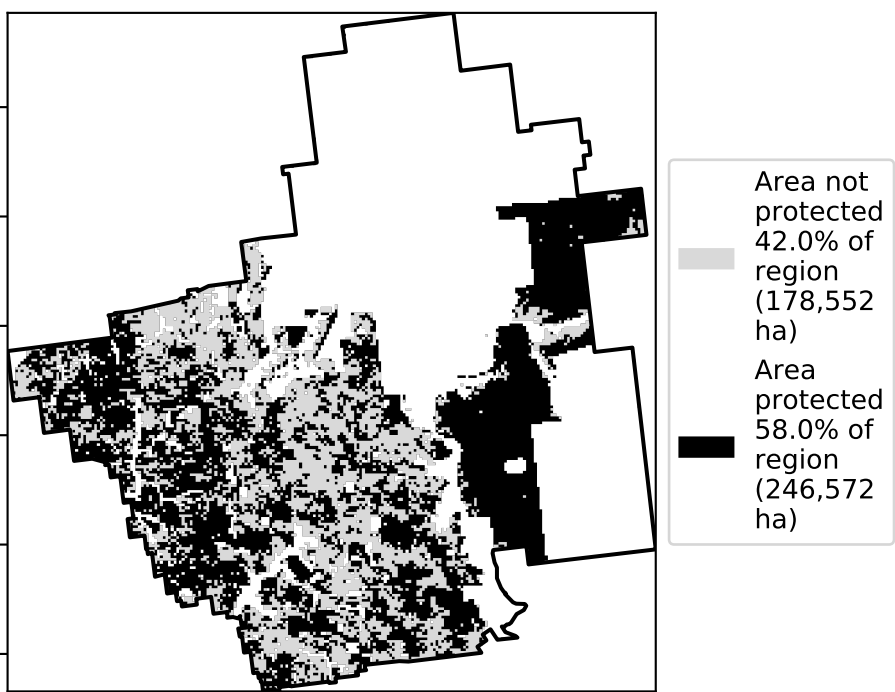 Area not
protected
42.0% of
region
(178,552
ha)
Area
protected
58.0% of
region
(246,572
ha)